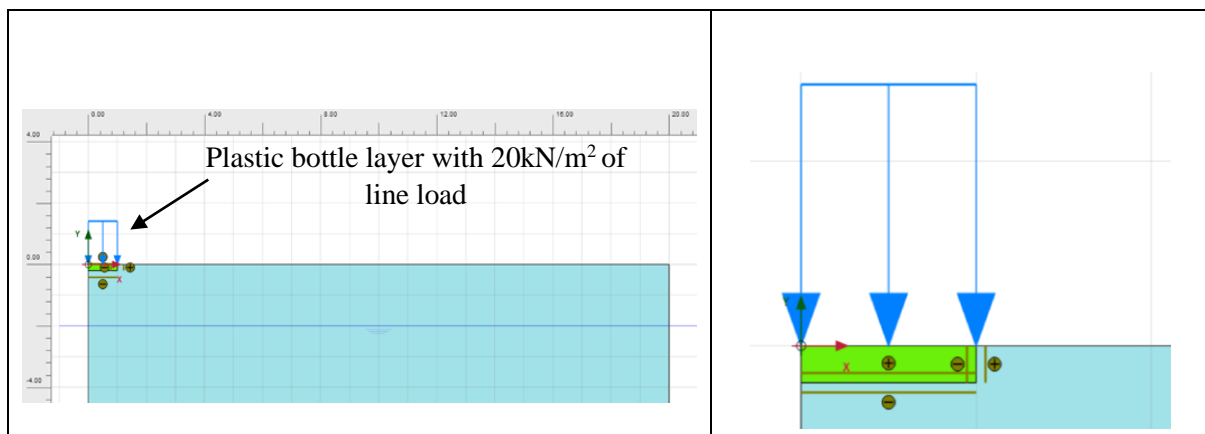 0.00 4.00 8.00 12.00 16.00 20.00
4.00
Plastic bottle layer with 20kN/m² of
line load
Y
0.00
X
-4.00
Y
X